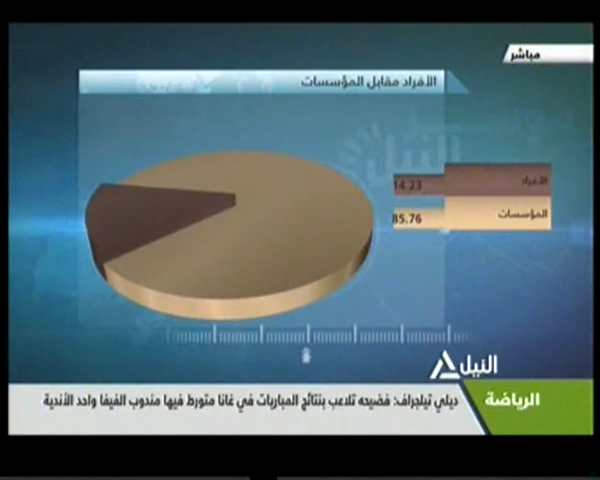 مباشر
الأفراد مقابل المؤسسات
الأفراد 14.23
المؤسسات 85.76
النيل
الرياضة
ديلي تيلجراف: فضيحه تلاعب بنتائج المباريات في غانا متورط فيها مندوب الفيفا واحد الأندية